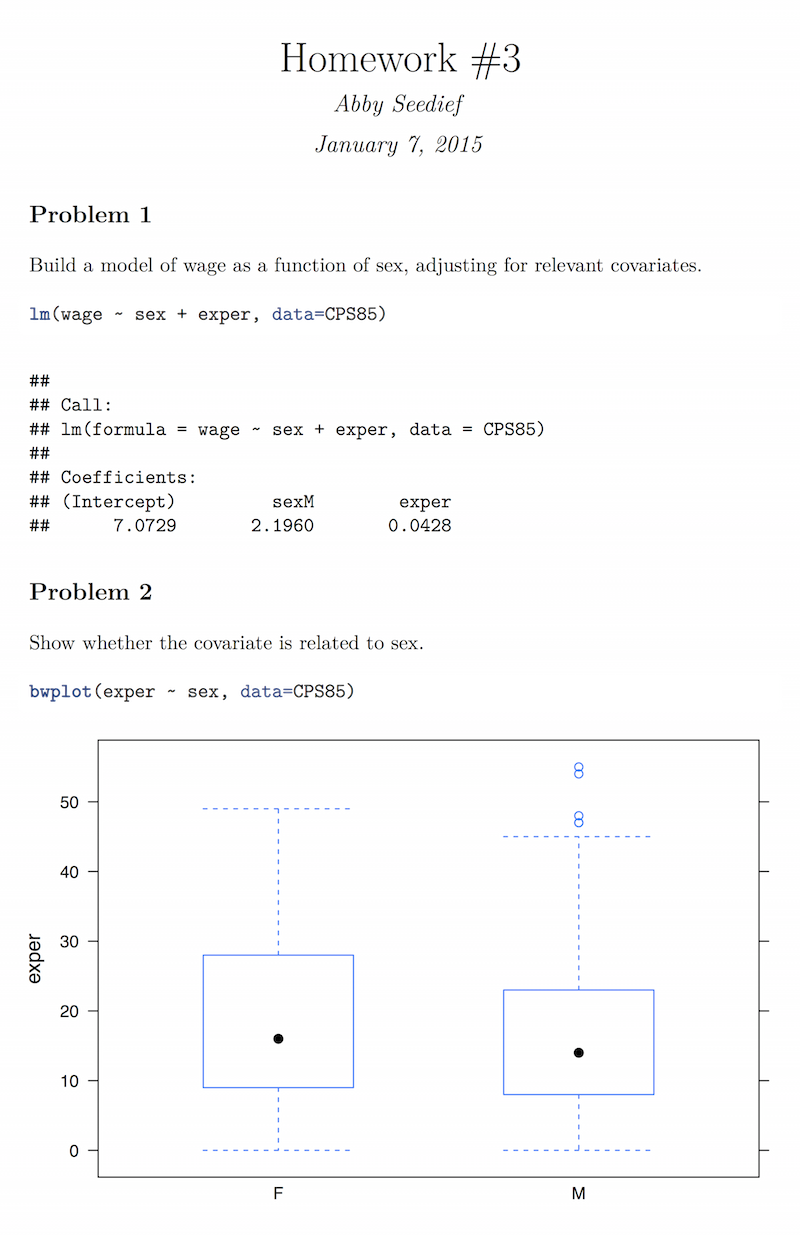 Homework #3
Abby Seedief
January 7, 2015
Problem 1
Build a model of wage as a function of sex, adjusting for relevant covariates.
lm(wage ~ sex + exper, data=CPS85)
##
## Call:
## lm(formula = wage ~ sex + exper, data = CPS85)
##
## Coefficients:
## (Intercept)         sexM        exper
##      7.0729       2.1960       0.0428
Problem 2
Show whether the covariate is related to sex.
bwplot(exper ~ sex, data=CPS85)
exper
50
40
30
20
10
0
F M